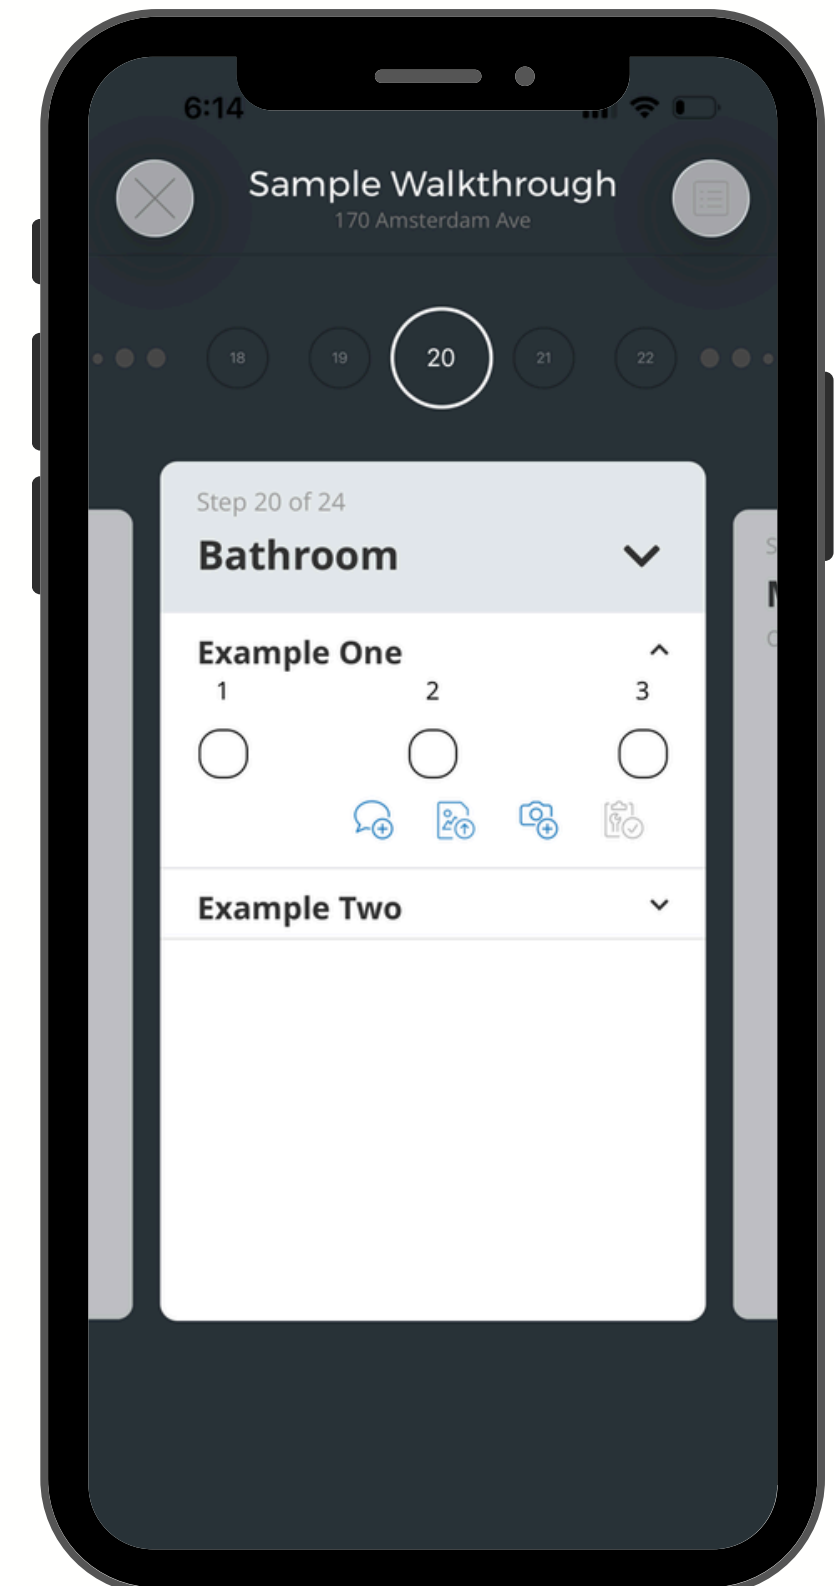 6:14
Sample Walkthrough
170 Amsterdam Ave
18 19 20 21 22
Step 20 of 24
Bathroom
Example One
1 2 3
Example Two